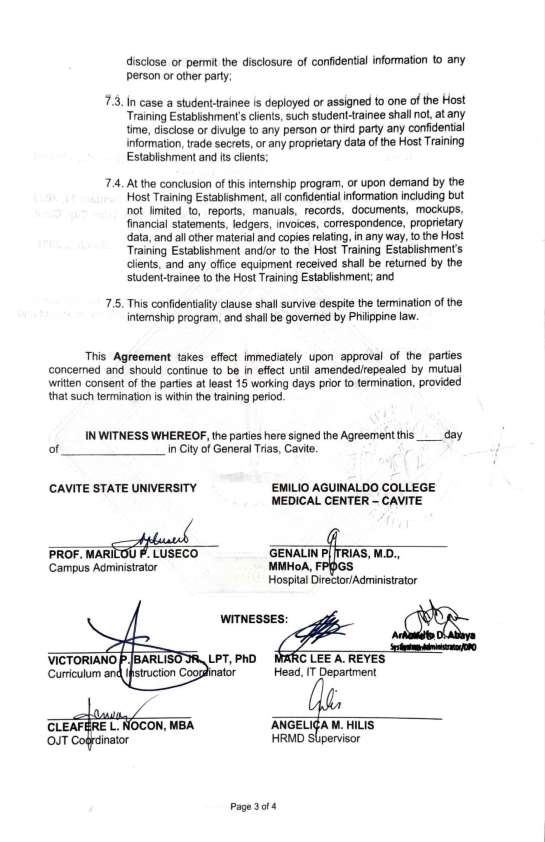 disclose or permit the disclosure of confidential information to any
person or other party;
7.3. In case a student-trainee is deployed or assigned to one of the Host
Training Establishment's clients, such student-trainee shall not, at any
time, disclose or divulge to any person or third party any confidential
information, trade secrets, or any proprietary data of the Host Training
Establishment and its clients;
7.4. At the conclusion of this internship program, or upon demand by the
Host Training Establishment, all confidential information including but
not limited to, reports, manuals, records, documents, mockups,
financial statements, ledgers, invoices, correspondence, proprietary
data, and all other material and copies relating, in any way, to the Host
Training Establishment and/or to the Host Training Establishment's
clients, and any office equipment received shall be returned by the
student-trainee to the Host Training Establishment; and
7.5. This confidentiality clause shall survive despite the termination of the
internship program, and shall be governed by Philippine law.
This Agreement takes effect immediately upon approval of the parties
concerned and should continue to be in effect until amended/repealed by mutual
written consent of the parties at least 15 working days prior to termination, provided
that such termination is within the training period.
IN WITNESS WHEREOF, the parties here signed the Agreement this ____ day
of __________________ in City of General Trias, Cavite.
CAVITE STATE UNIVERSITY
EMILIO AGUINALDO COLLEGE
MEDICAL CENTER – CAVITE
PROF. MARILOU P. LUSECO
Campus Administrator
GENALIN P. TRIAS, M.D.,
MMHoA, FPOGS
Hospital Director/Administrator
WITNESSES:
D. Abaya
VICTORIANO P. BARLISO JR., LPT, PhD
Curriculum and Instruction Coordinator
MARC LEE A. REYES
Head, IT Department
CLEAFERE L. NOCON, MBA
OJT Coordinator
ANGELICA M. HILIS
HRMD Supervisor
Page 3 of 4